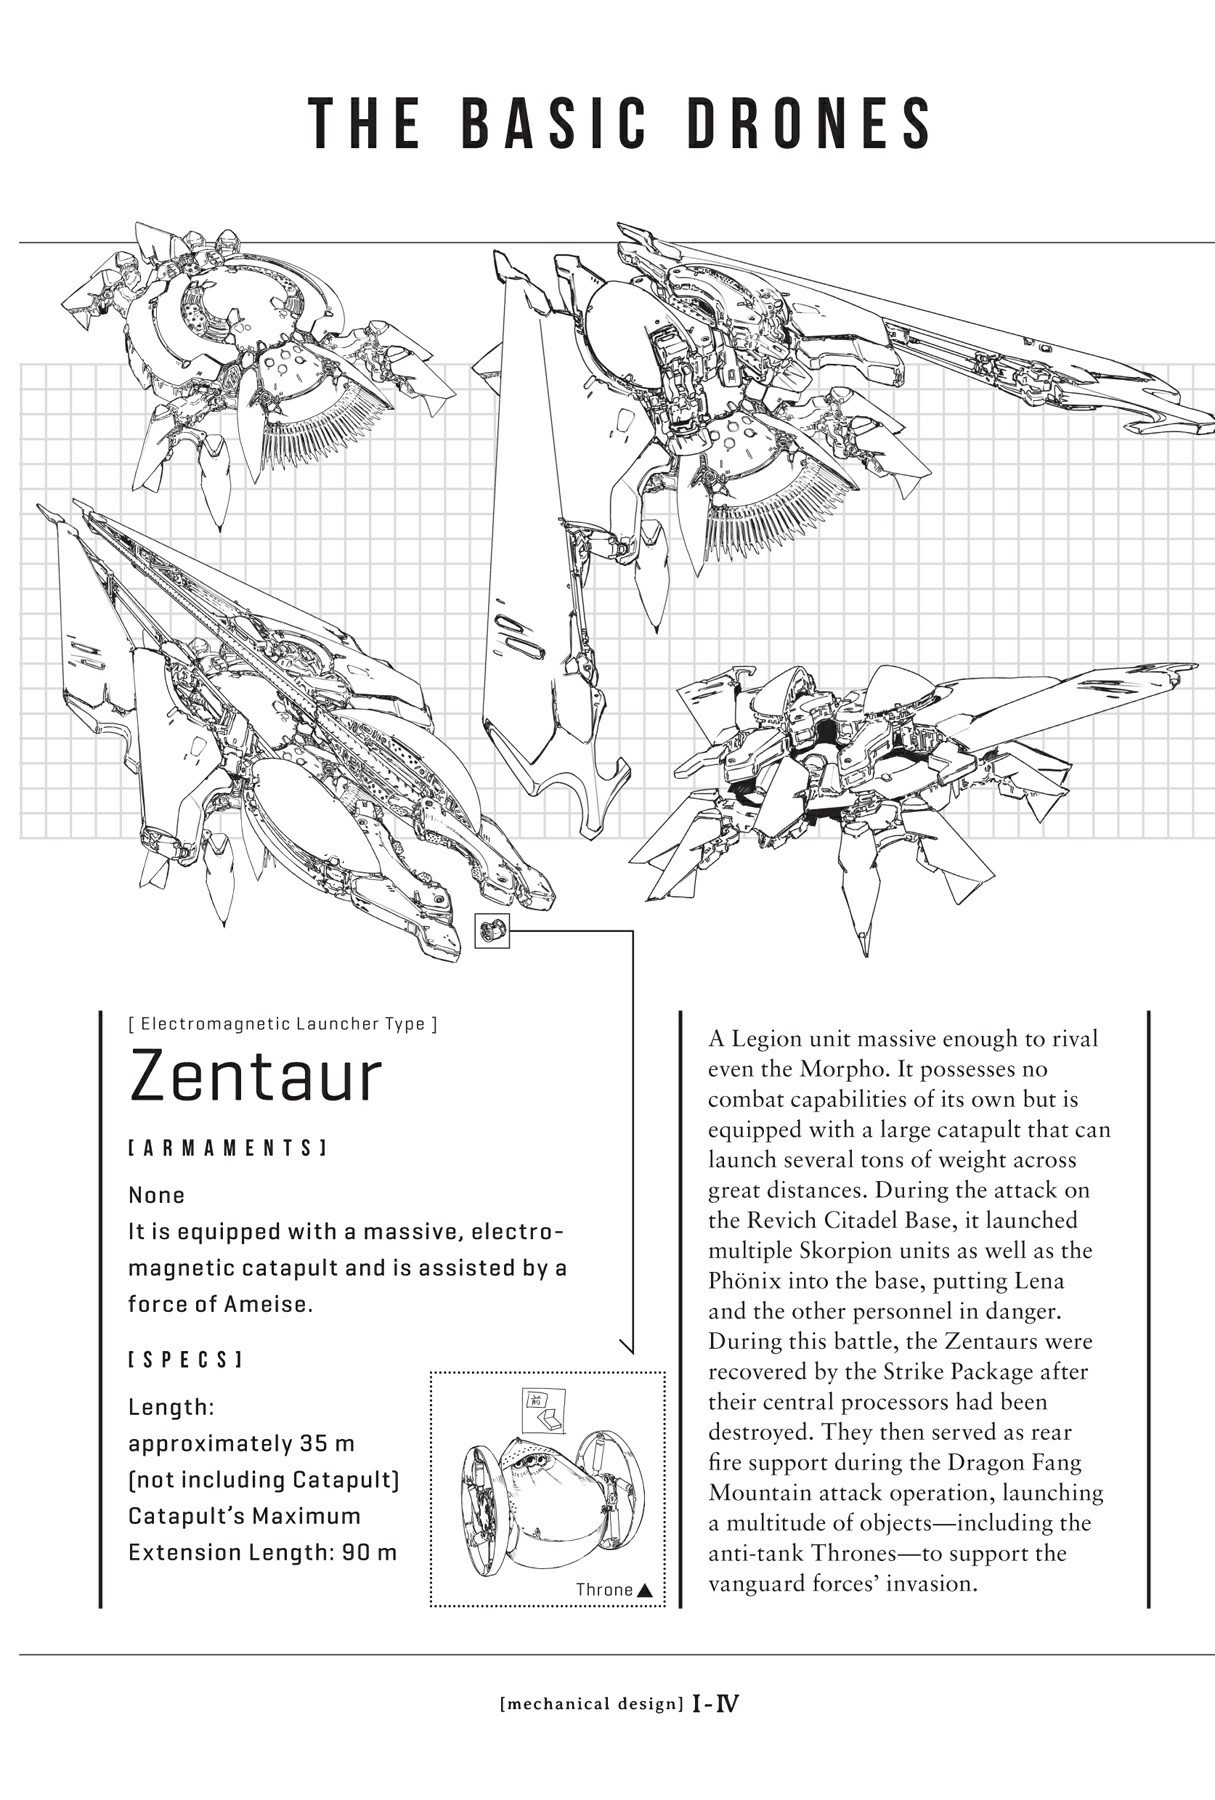 THE BASIC DRONES
[ Electromagnetic Launcher Type ]
Zentaur
[ARMAMENTS]
None
It is equipped with a massive, electro-
magnetic catapult and is assisted by a
force of Ameise.
[SPECS]
Length:
approximately 35 m
(not including Catapult)
Catapult's Maximum
Extension Length: 90 m
Throne▲
A Legion unit massive enough to rival
even the Morpho. It possesses no
combat capabilities of its own but is
equipped with a large catapult that can
launch several tons of weight across
great distances. During the attack on
the Revich Citadel Base, it launched
multiple Skorpion units as well as the
Phönix into the base, putting Lena
and the other personnel in danger.
During this battle, the Zentaurs were
recovered by the Strike Package after
their central processors had been
destroyed. They then served as rear
fire support during the Dragon Fang
Mountain attack operation, launching
a multitude of objects—including the
anti-tank Thrones—to support the
vanguard forces' invasion.
[mechanical design] I-IV